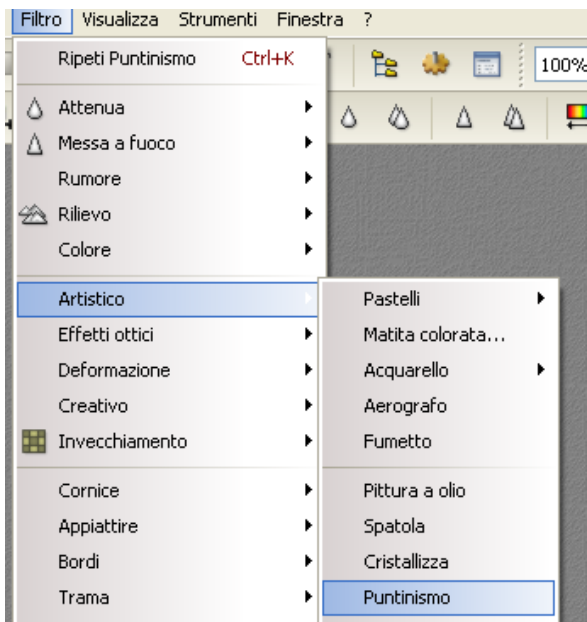 Filtro Visualizza Strumenti Finestra ?
Ripeti Puntinismo Ctrl+K
100%
Attenua
Messa a fuoco
Rumore
Rilievo
Colore
Artistico
Effetti ottici
Deformazione
Creativo
Invecchiamento
Cornice
Appiattire
Bordi
Trama
Pastelli
Matita colorata...
Acquarello
Aerografo
Fumetto
Pittura a olio
Spatola
Cristallizza
Puntinismo